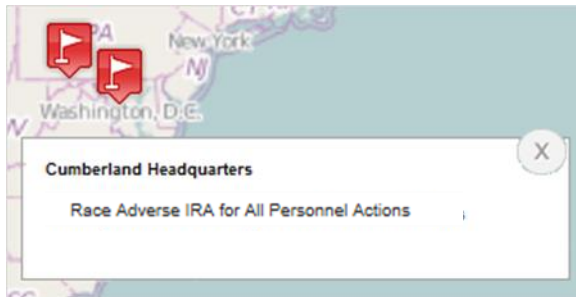 PA
New York
NJ
Washington, D.C.
X
Cumberland Headquarters
Race Adverse IRA for All Personnel Actions